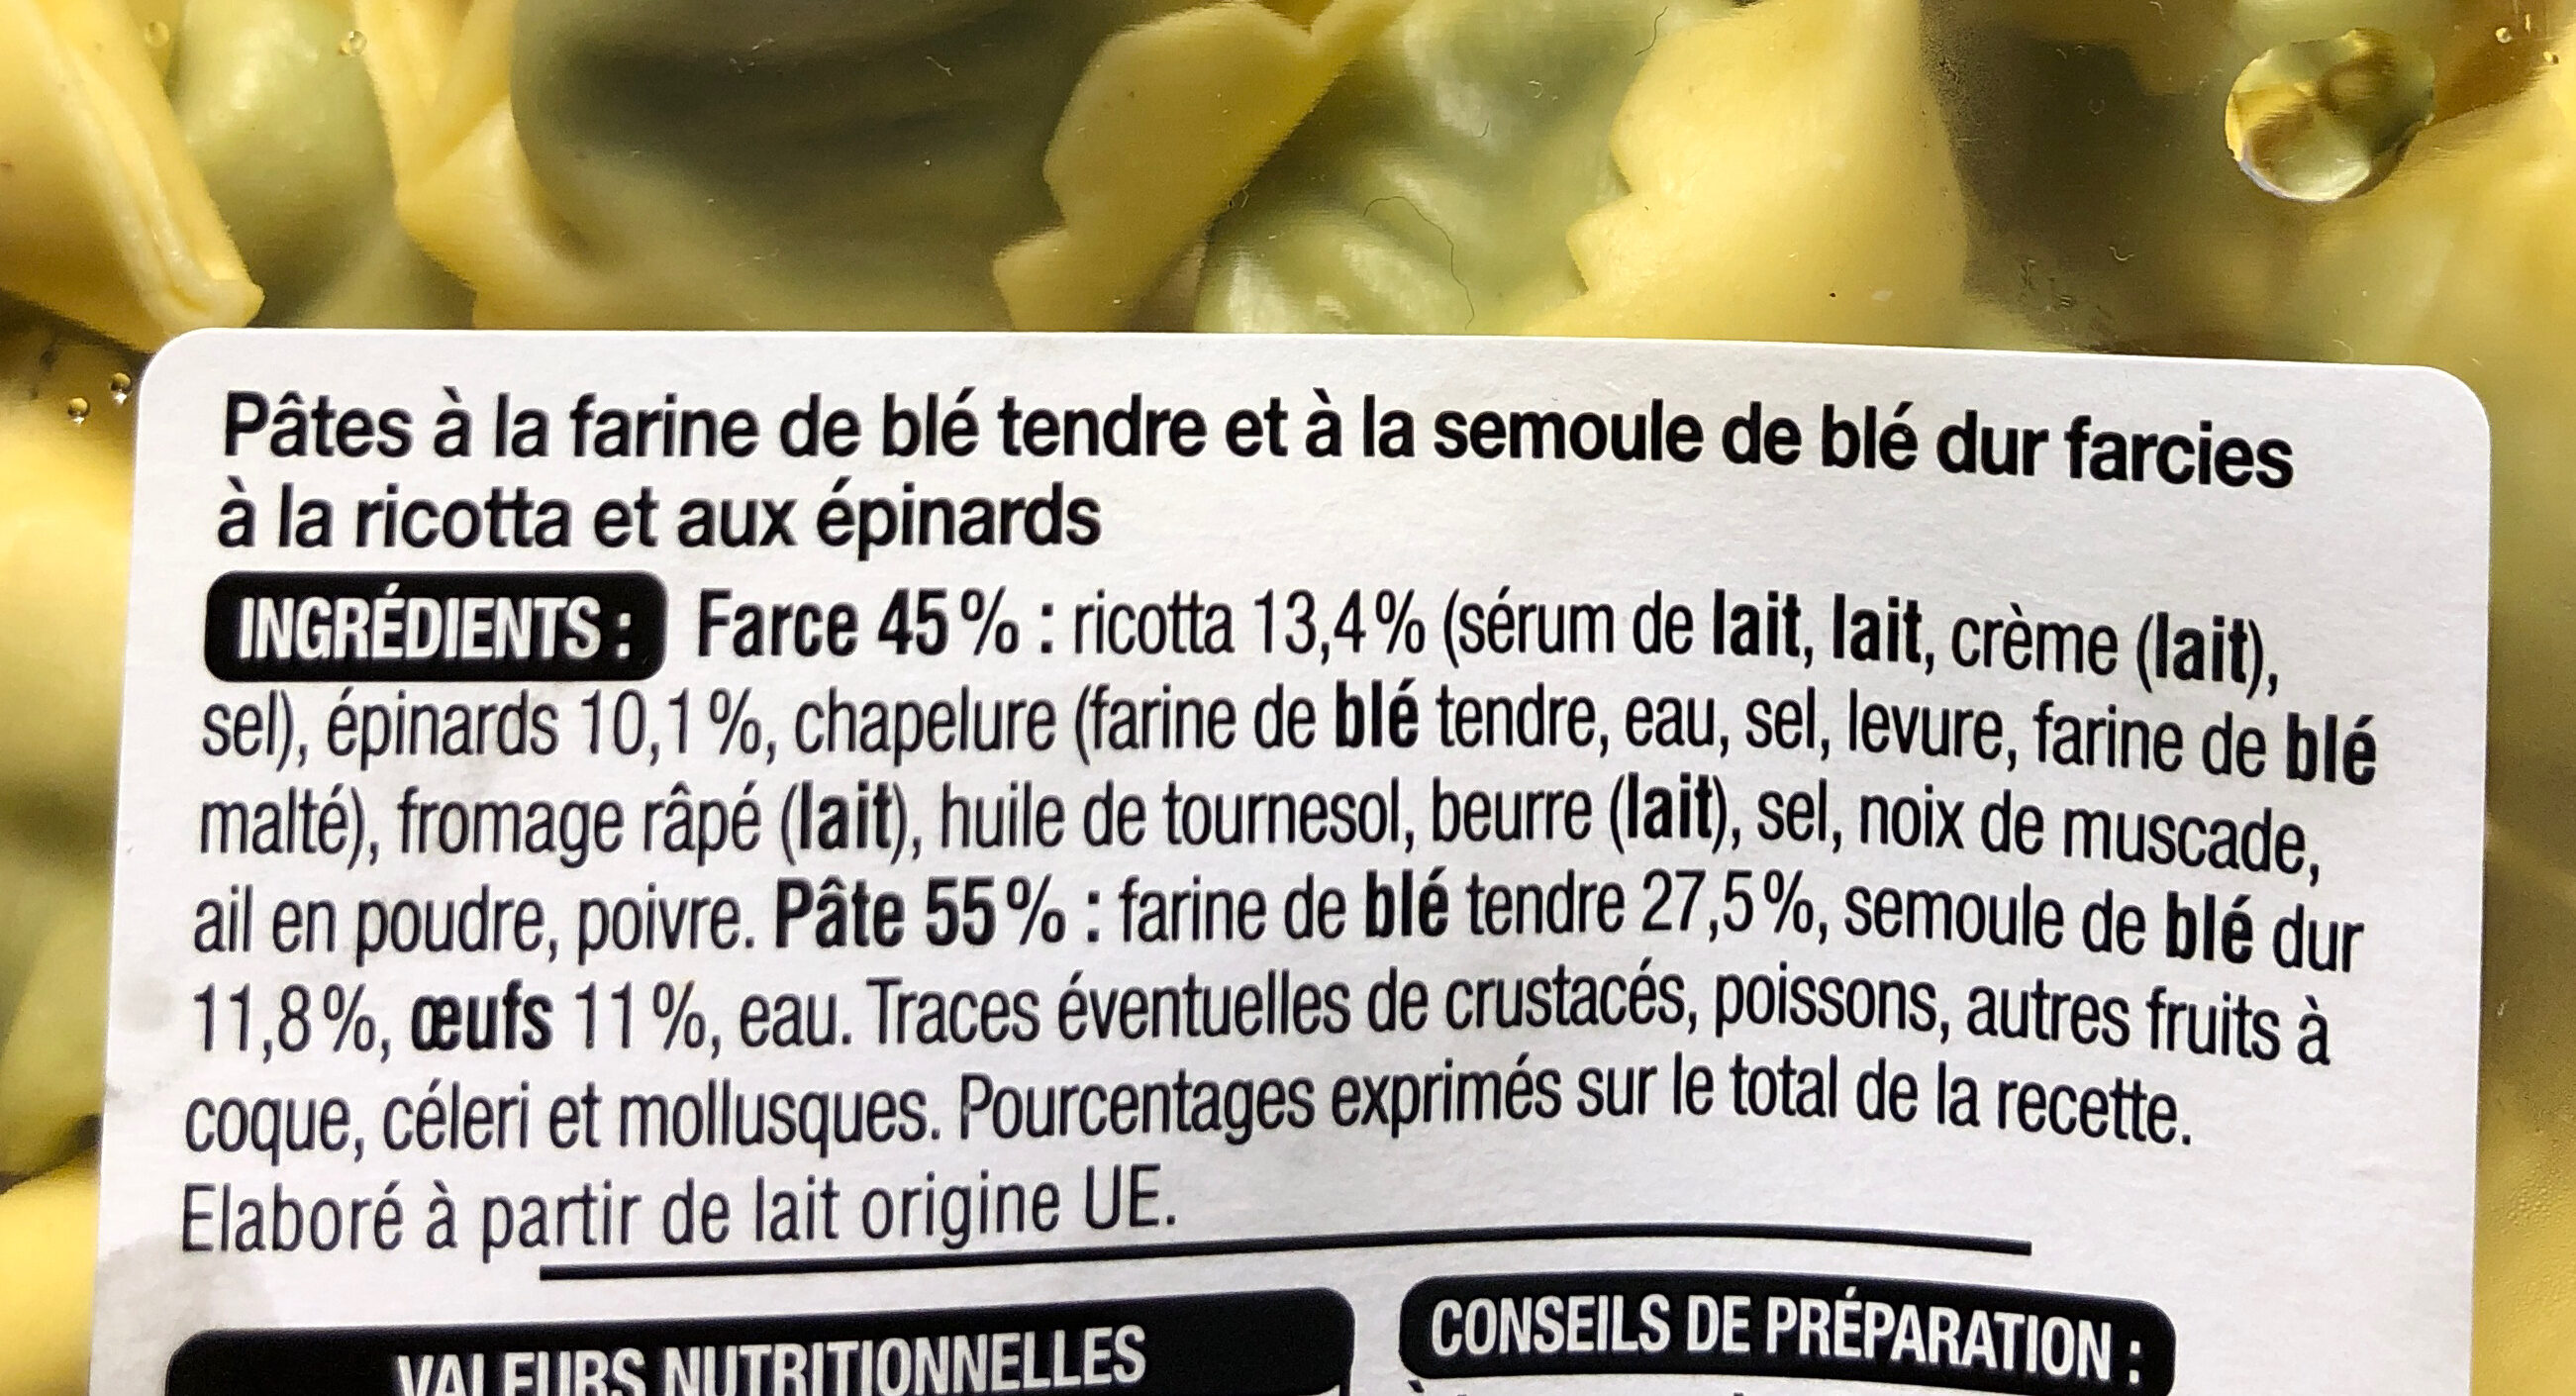 Pâtes à la farine de blé tendre et à la semoule de blé dur farcies
à la ricotta et aux épinards
INGRÉDIENTS : Farce 45 % : ricotta 13,4 % (sérum de lait, lait, crème (lait),
sel), épinards 10,1 %, chapelure (farine de blé tendre, eau, sel, levure, farine de blé
malté), fromage râpé (lait), huile de tournesol, beurre (lait), sel, noix de muscade,
ail en poudre, poivre. Pâte 55 % : farine de blé tendre 27,5 %, semoule de blé dur
11,8 %, œufs 11 %, eau. Traces éventuelles de crustacés, poissons, autres fruits à
coque, céleri et mollusques. Pourcentages exprimés sur le total de la recette.
Elaboré à partir de lait origine UE.
VALEURS NUTRITIONNELLES
CONSEILS DE PRÉPARATION :